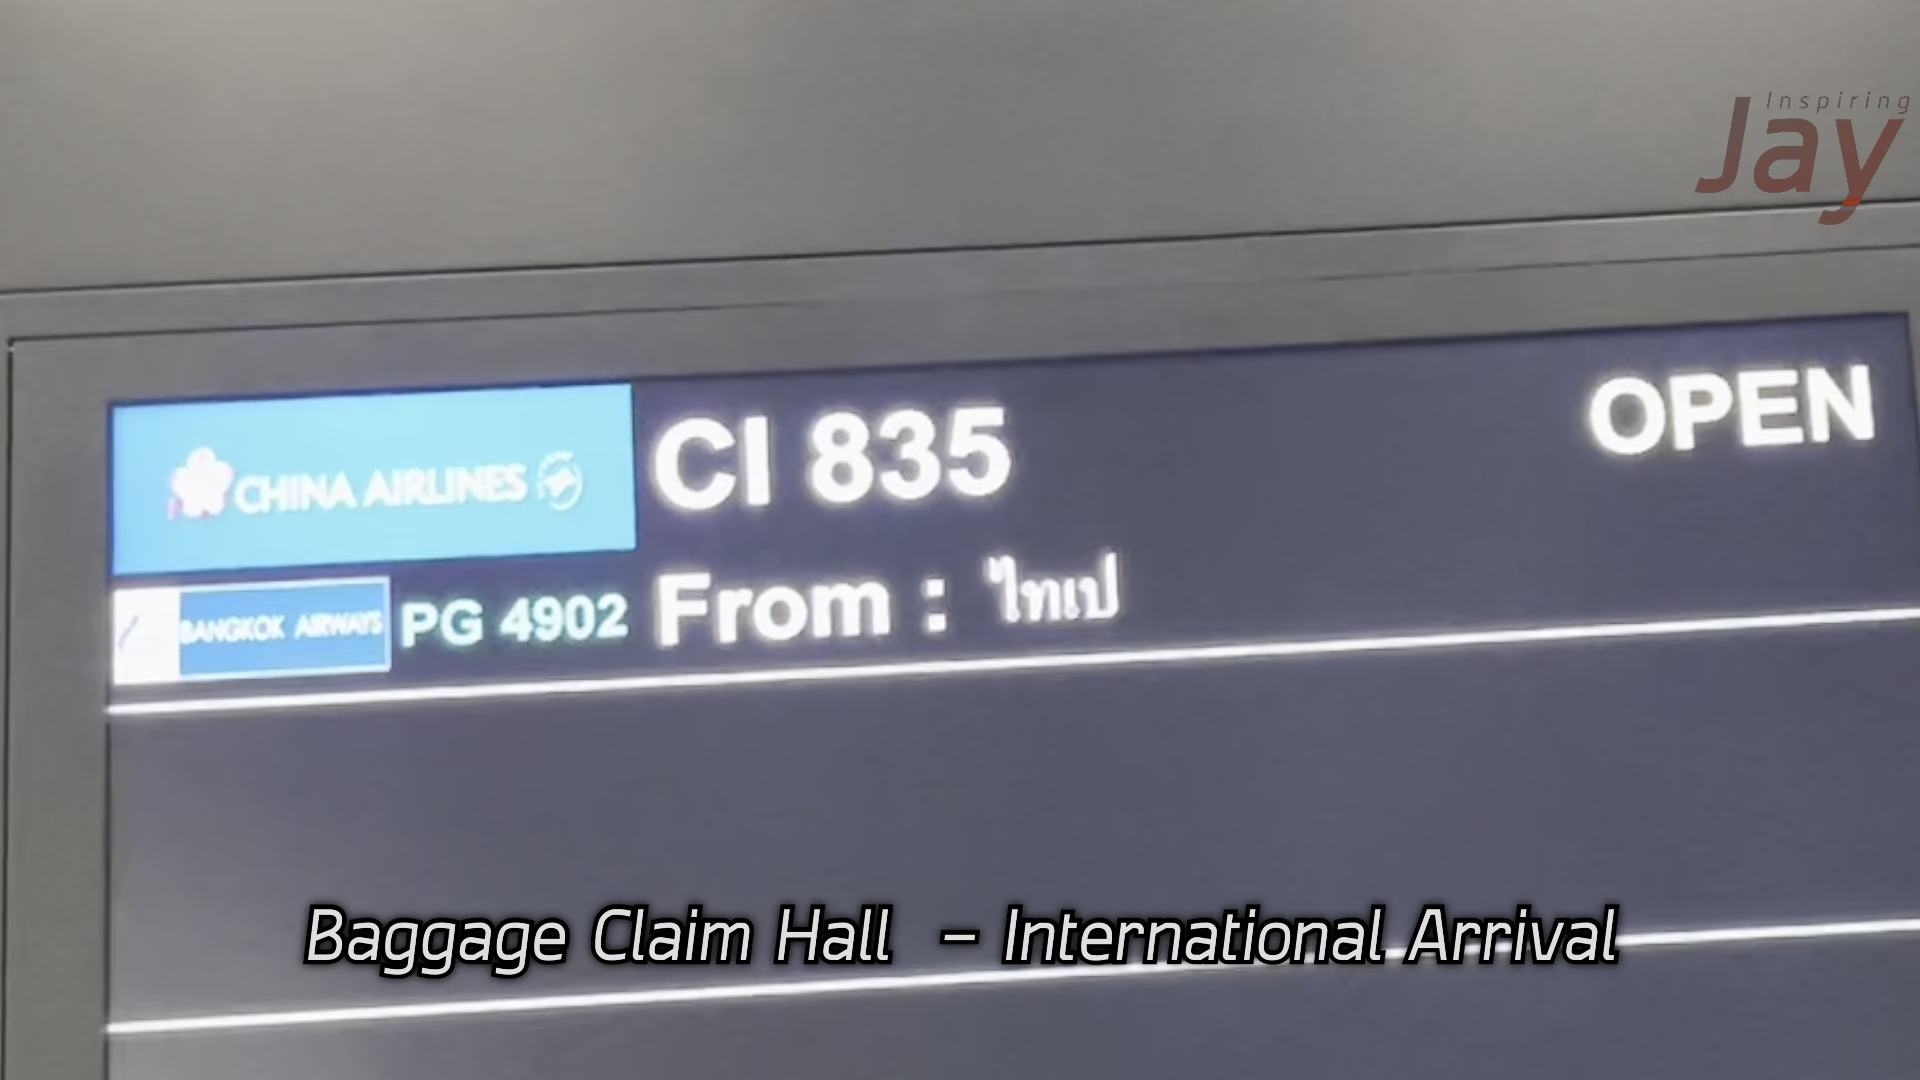 Inspiring
Jay
CHINA AIRLINES
CI 835
OPEN
BANGKOK AIRWAYS
PG 4902
From : ไทเป
Baggage Claim Hall – International Arrival